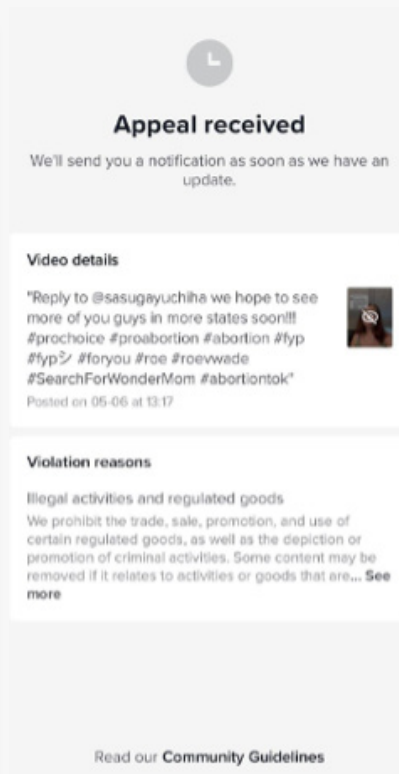 Appeal received
We'll send you a notification as soon as we have an
update.
Video details
"Reply to @sasugayuchiha we hope to see
more of you guys in more states soon!!!
#prochoice #proabortion #abortion #fyp
#fypシ #foryou #roe #roevwade
#SearchForWonderMom #abortiontok"
Posted on 05-06 at 13:17
Violation reasons
Illegal activities and regulated goods
We prohibit the trade, sale, promotion, and use of
certain regulated goods, as well as the depiction or
promotion of criminal activities. Some content may be
removed if it relates to activities or goods that are... See
more
Read our Community Guidelines